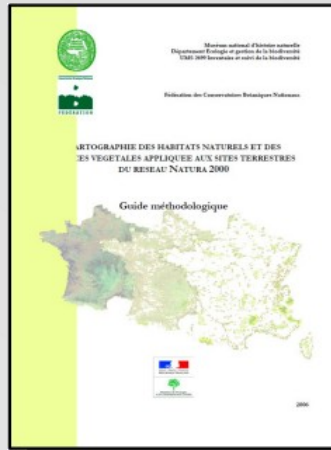 Muséum national d'histoire naturelle
Département Ecologie et gestion de la biodiversité
UMS 2699 Inventaire et suivi de la biodiversité
Fédération des Conservatoires Botaniques Nationaux
FEDERATION
ARTOGRAPHIE DES HABITATS NATURELS ET DES
CES VEGETALES APPLIQUEE AUX SITES TERRESTRES
DU RESEAU NATURA 2000
Guide méthodologique
2006